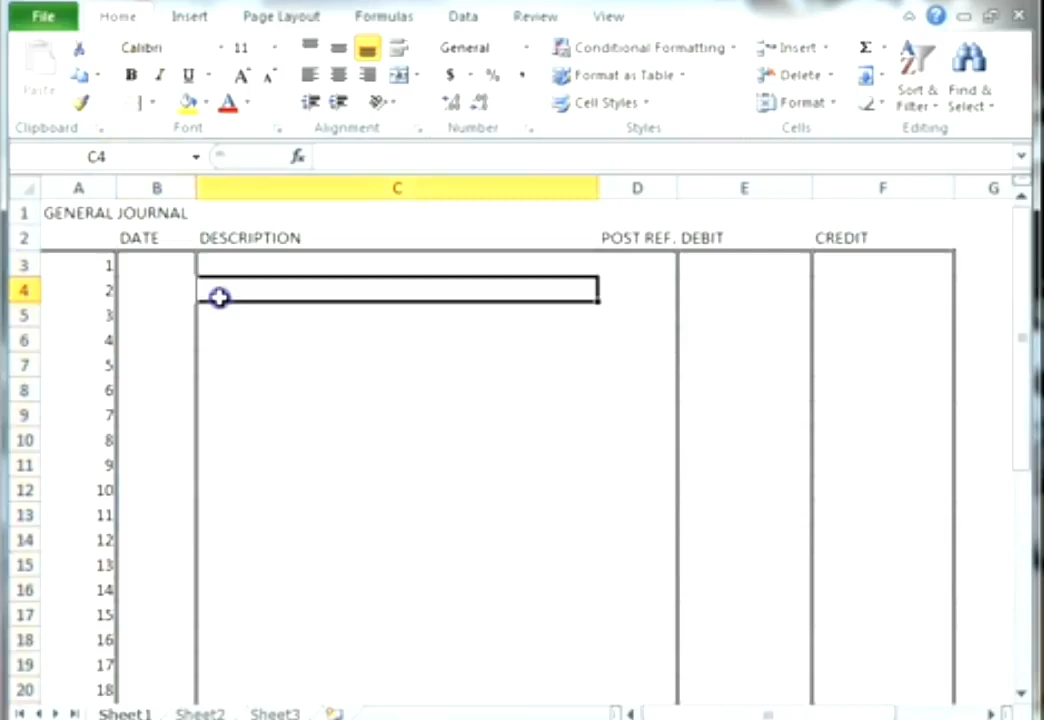 File Home Insert Page Layout Formulas Data Review View
Calibri 11 General Conditional Formatting Insert Σ
Paste B I U A A $ % , Format as Table Delete Sort & Find &
A Cell Styles Format Filter Select
Clipboard Font Alignment Number Styles Cells Editing
C4 fx
A B C D E F G
1 GENERAL JOURNAL
2 DATE DESCRIPTION POST REF. DEBIT CREDIT
3 1
4 2
5 3
6 4
7 5
8 6
9 7
10 8
11 9
12 10
13 11
14 12
15 13
16 14
17 15
18 16
19 17
20 18
Sheet1 Sheet2 Sheet3